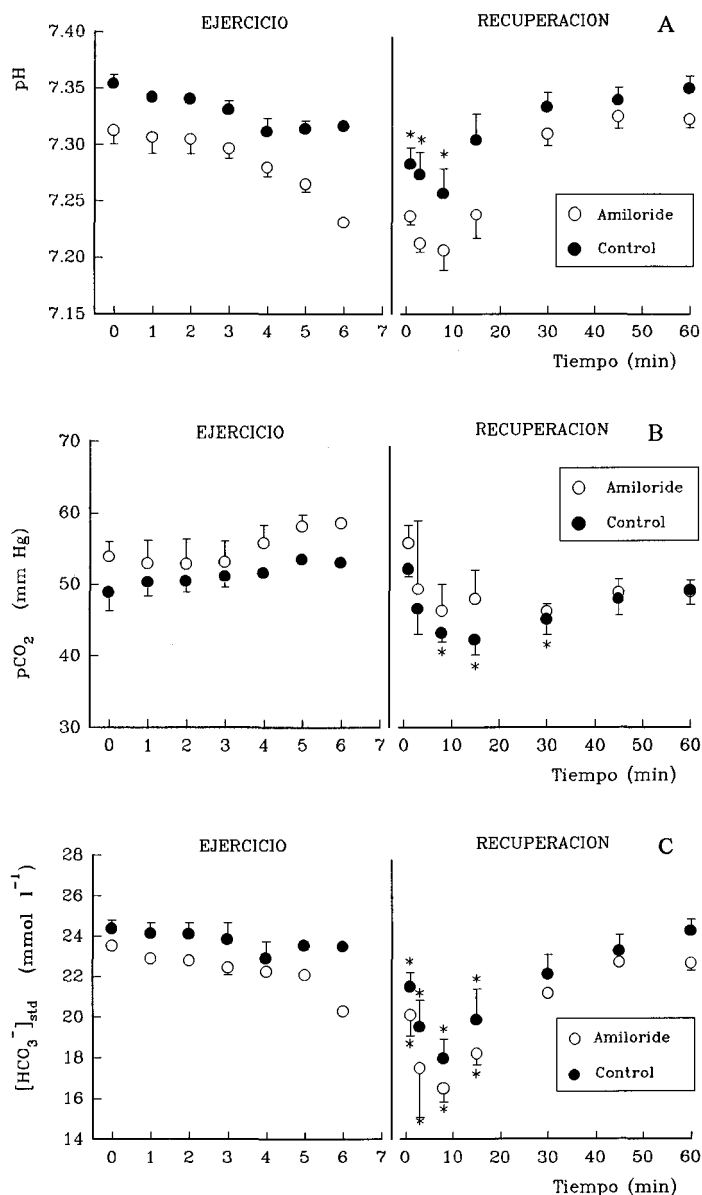 EJERCICIO
RECUPERACION
A
pH
7.40
7.35
7.30
7.25
7.20
7.15
* * *
Amiloride
Control
0 1 2 3 4 5 6 7
0 10 20 30 40 50 60
Tiempo (min)
EJERCICIO
RECUPERACION
B
pCO₂ (mm Hg)
70
60
50
40
30
Amiloride
Control
* * *
0 1 2 3 4 5 6 7
0 10 20 30 40 50 60
Tiempo (min)
EJERCICIO
RECUPERACION
C
[HCO₃⁻]std (mmol l⁻¹)
28
26
24
22
20
18
16
14
* * * *
* * * *
Amiloride
Control
0 1 2 3 4 5 6 7
0 10 20 30 40 50 60
Tiempo (min)